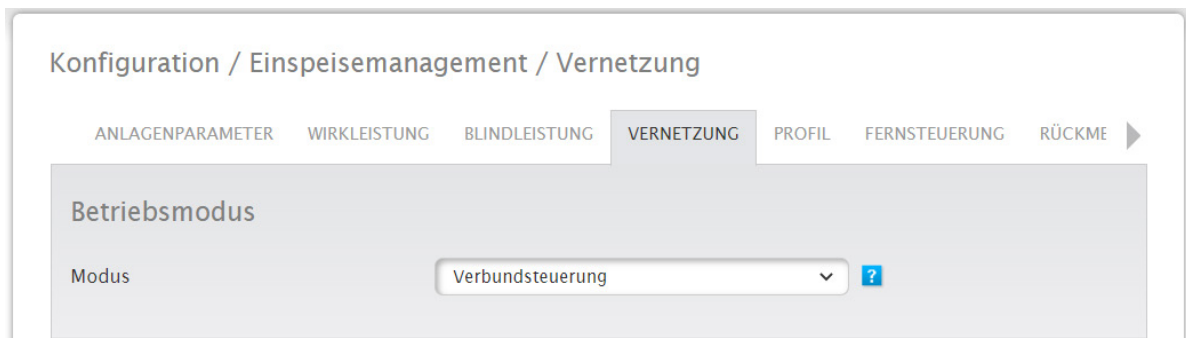 Konfiguration / Einspeisemanagement / Vernetzung
ANLAGENPARAMETER WIRKLEISTUNG BLINDLEISTUNG VERNETZUNG PROFIL FERNSTEUERUNG RÜCKME
Betriebsmodus
Modus Verbundsteuerung ?